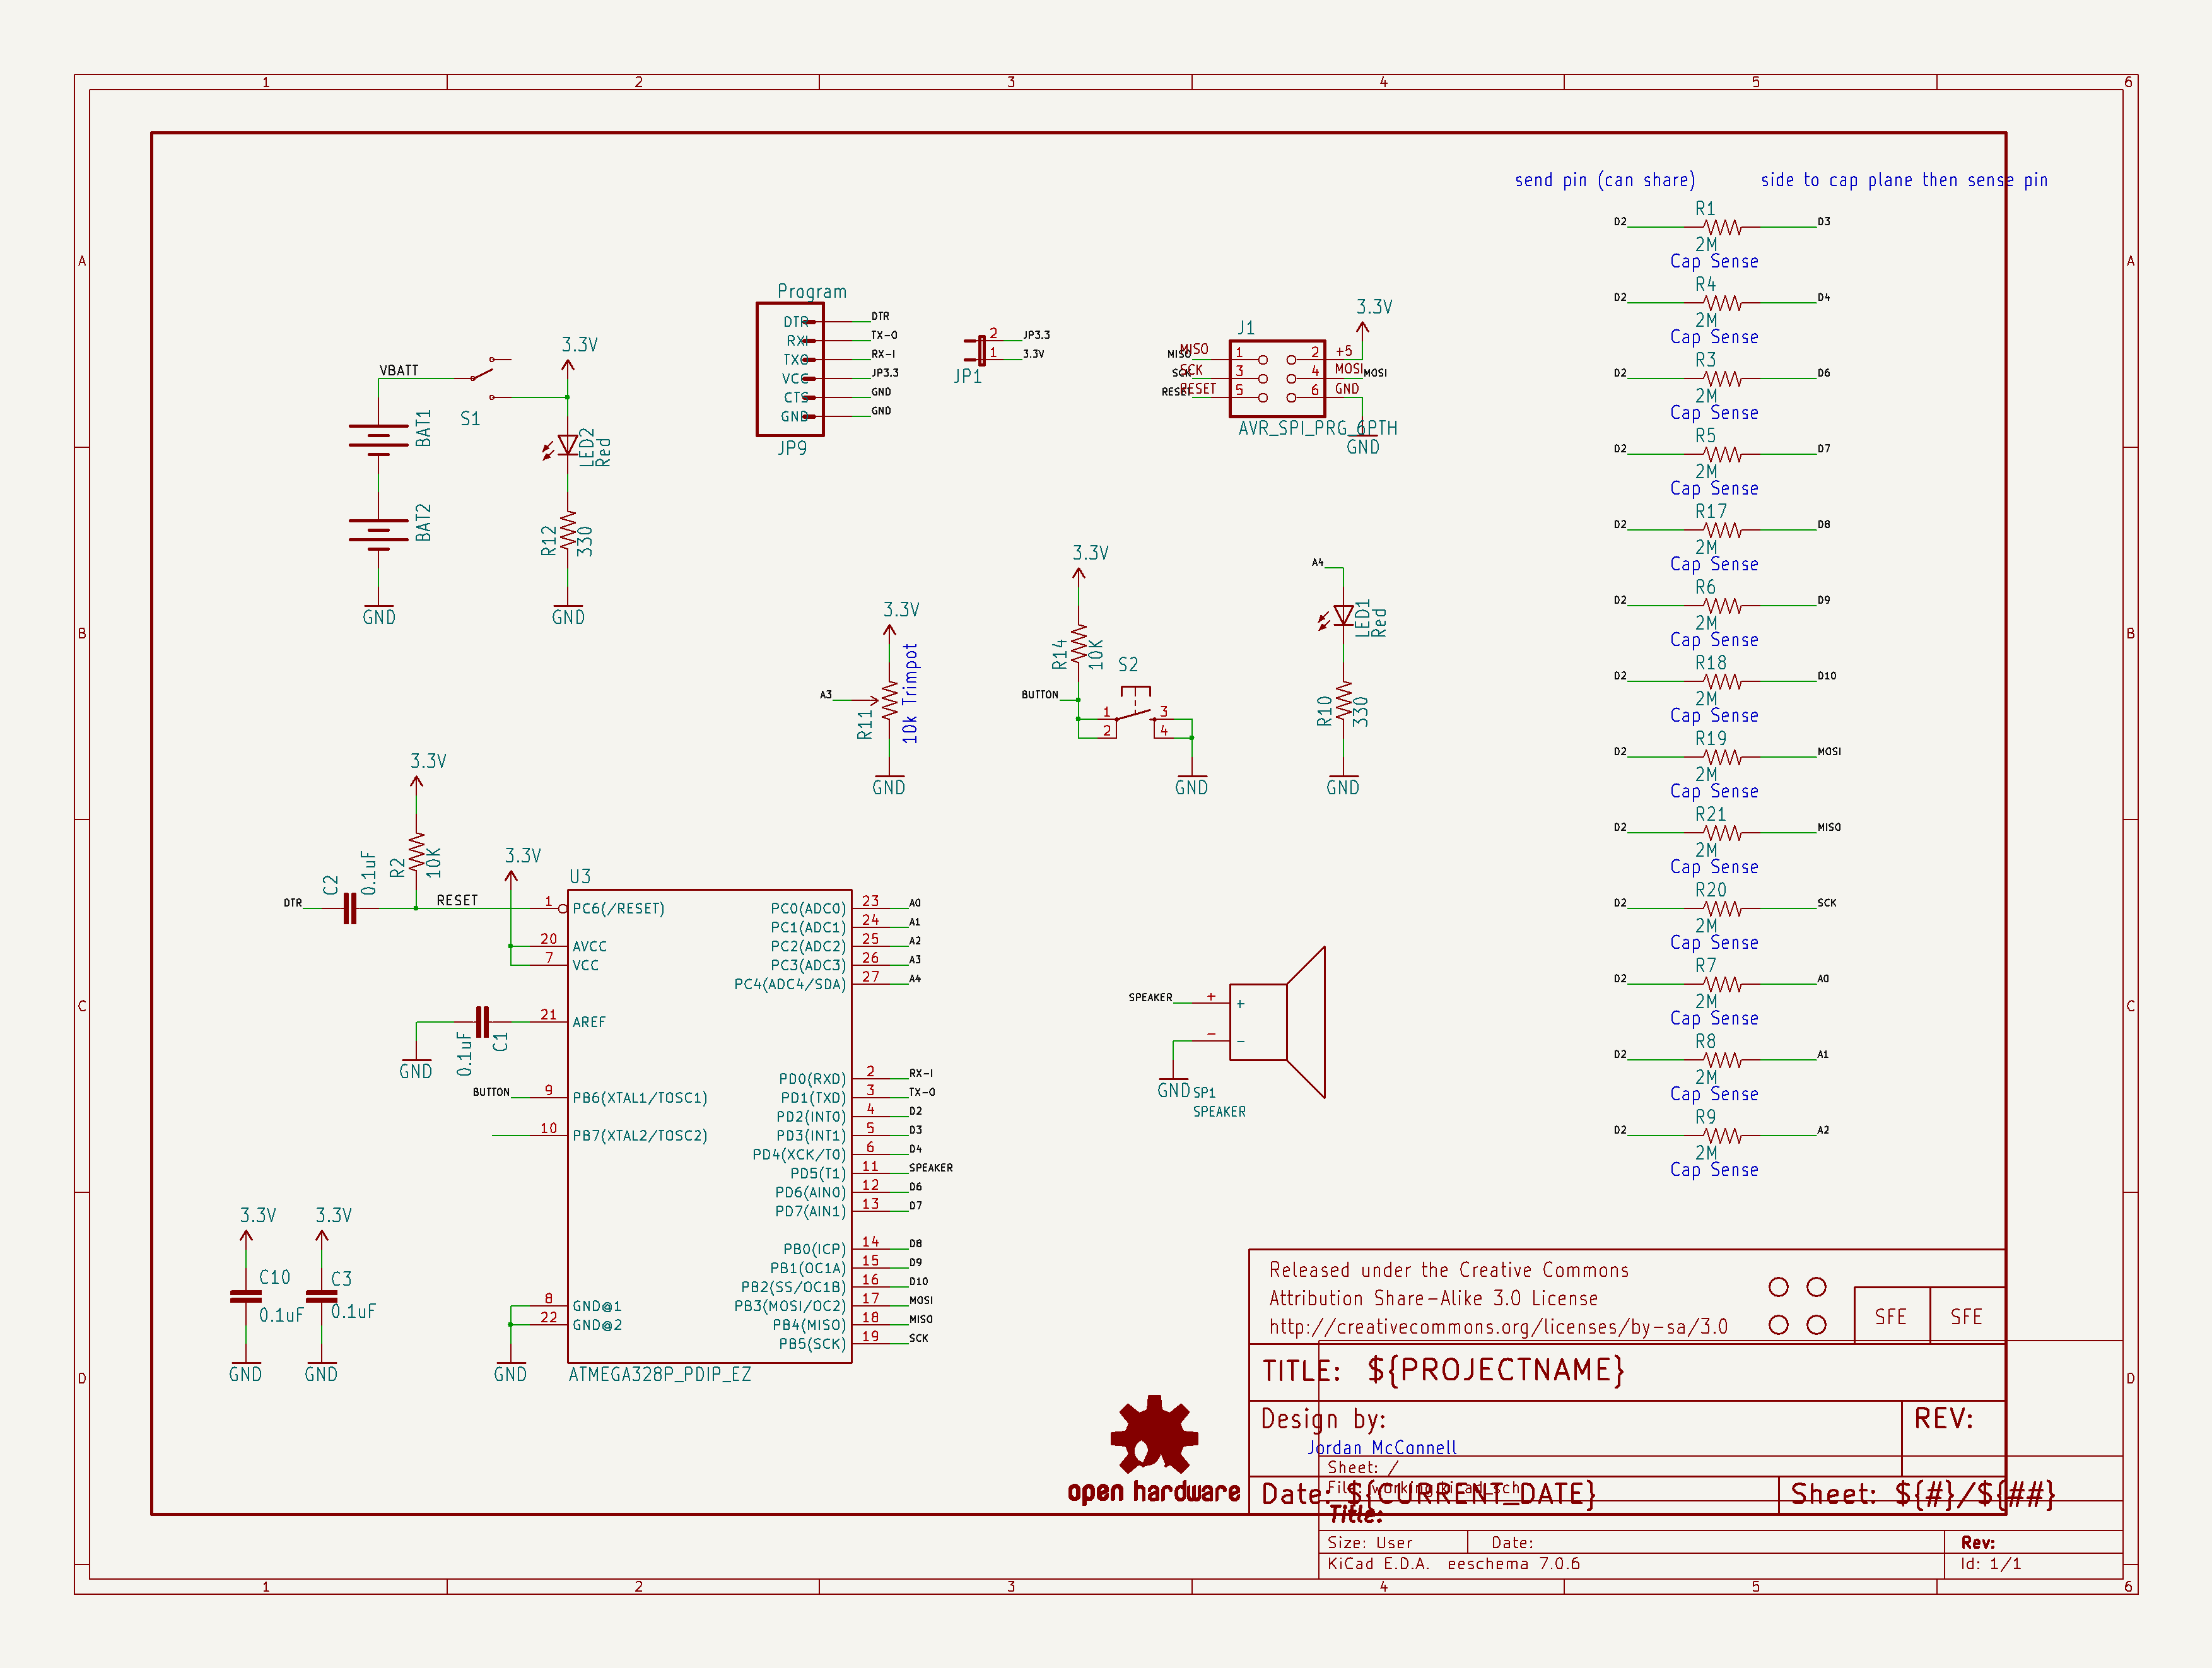 1 2 3 4 5 6
A
B
C
D
A
B
C
D
1 2 3 4 5 6
send pin (can share)
side to cap plane then sense pin
D2 R1 D3
2M
Cap Sense
D2 R4 D4
2M
Cap Sense
D2 R3 D6
2M
Cap Sense
D2 R5 D7
2M
Cap Sense
D2 R17 D8
2M
Cap Sense
D2 R6 D9
2M
Cap Sense
D2 R18 D10
2M
Cap Sense
D2 R19 MOSI
2M
Cap Sense
D2 R21 MISO
2M
Cap Sense
D2 R20 SCK
2M
Cap Sense
D2 R7 A0
2M
Cap Sense
D2 R8 A1
2M
Cap Sense
D2 R9 A2
2M
Cap Sense
VBATT
S1
BAT1
BAT2
GND
3.3V
LED2
Red
R12
330
GND
Program
DTR DTR
RXI TX-O
TXO RX-I
VCC JP3.3
CTS GND
GND GND
JP9
2 JP3.3
1 3.3V
JP1
J1
3.3V
MISO MISO 1 2 +5
SCK SCK 3 4 MOSI MOSI
RESET RESET 5 6 GND
AVR_SPI_PRG_6PTH
GND
3.3V
A3
R11
10k Trimpot
GND
3.3V
R14
10K
BUTTON
S2
1 3
2 4
GND
A4
LED1
Red
R10
330
GND
3.3V
R2
10K
DTR
C2
0.1uF
RESET
3.3V
U3
1 PC6(/RESET)
20 AVCC
7 VCC
21 AREF
C1
0.1uF
GND
BUTTON 9 PB6(XTAL1/TOSC1)
10 PB7(XTAL2/TOSC2)
8 GND@1
22 GND@2
GND
PC0(ADC0) 23 A0
PC1(ADC1) 24 A1
PC2(ADC2) 25 A2
PC3(ADC3) 26 A3
PC4(ADC4/SDA) 27 A4
PD0(RXD) 2 RX-I
PD1(TXD) 3 TX-O
PD2(INT0) 4 D2
PD3(INT1) 5 D3
PD4(XCK/T0) 6 D4
PD5(T1) 11 SPEAKER
PD6(AIN0) 12 D6
PD7(AIN1) 13 D7
PB0(ICP) 14 D8
PB1(OC1A) 15 D9
PB2(SS/OC1B) 16 D10
PB3(MOSI/OC2) 17 MOSI
PB4(MISO) 18 MISO
PB5(SCK) 19 SCK
ATMEGA328P_PDIP_EZ
SPEAKER + +
- -
GND
SP1
SPEAKER
3.3V
C10
0.1uF
GND
3.3V
C3
0.1uF
GND
open hardware
Released under the Creative Commons
Attribution Share-Alike 3.0 License
http://creativecommons.org/licenses/by-sa/3.0
SFE SFE
TITLE: ${PROJECTNAME}
Design by:
Jordan McConnell
REV:
Sheet: /
File: working.kicad_sch
Date: ${CURRENT_DATE}
Sheet: ${#}/${##}
Title:
Size: User Date: Rev:
KiCad E.D.A. eeschema 7.0.6 Id: 1/1